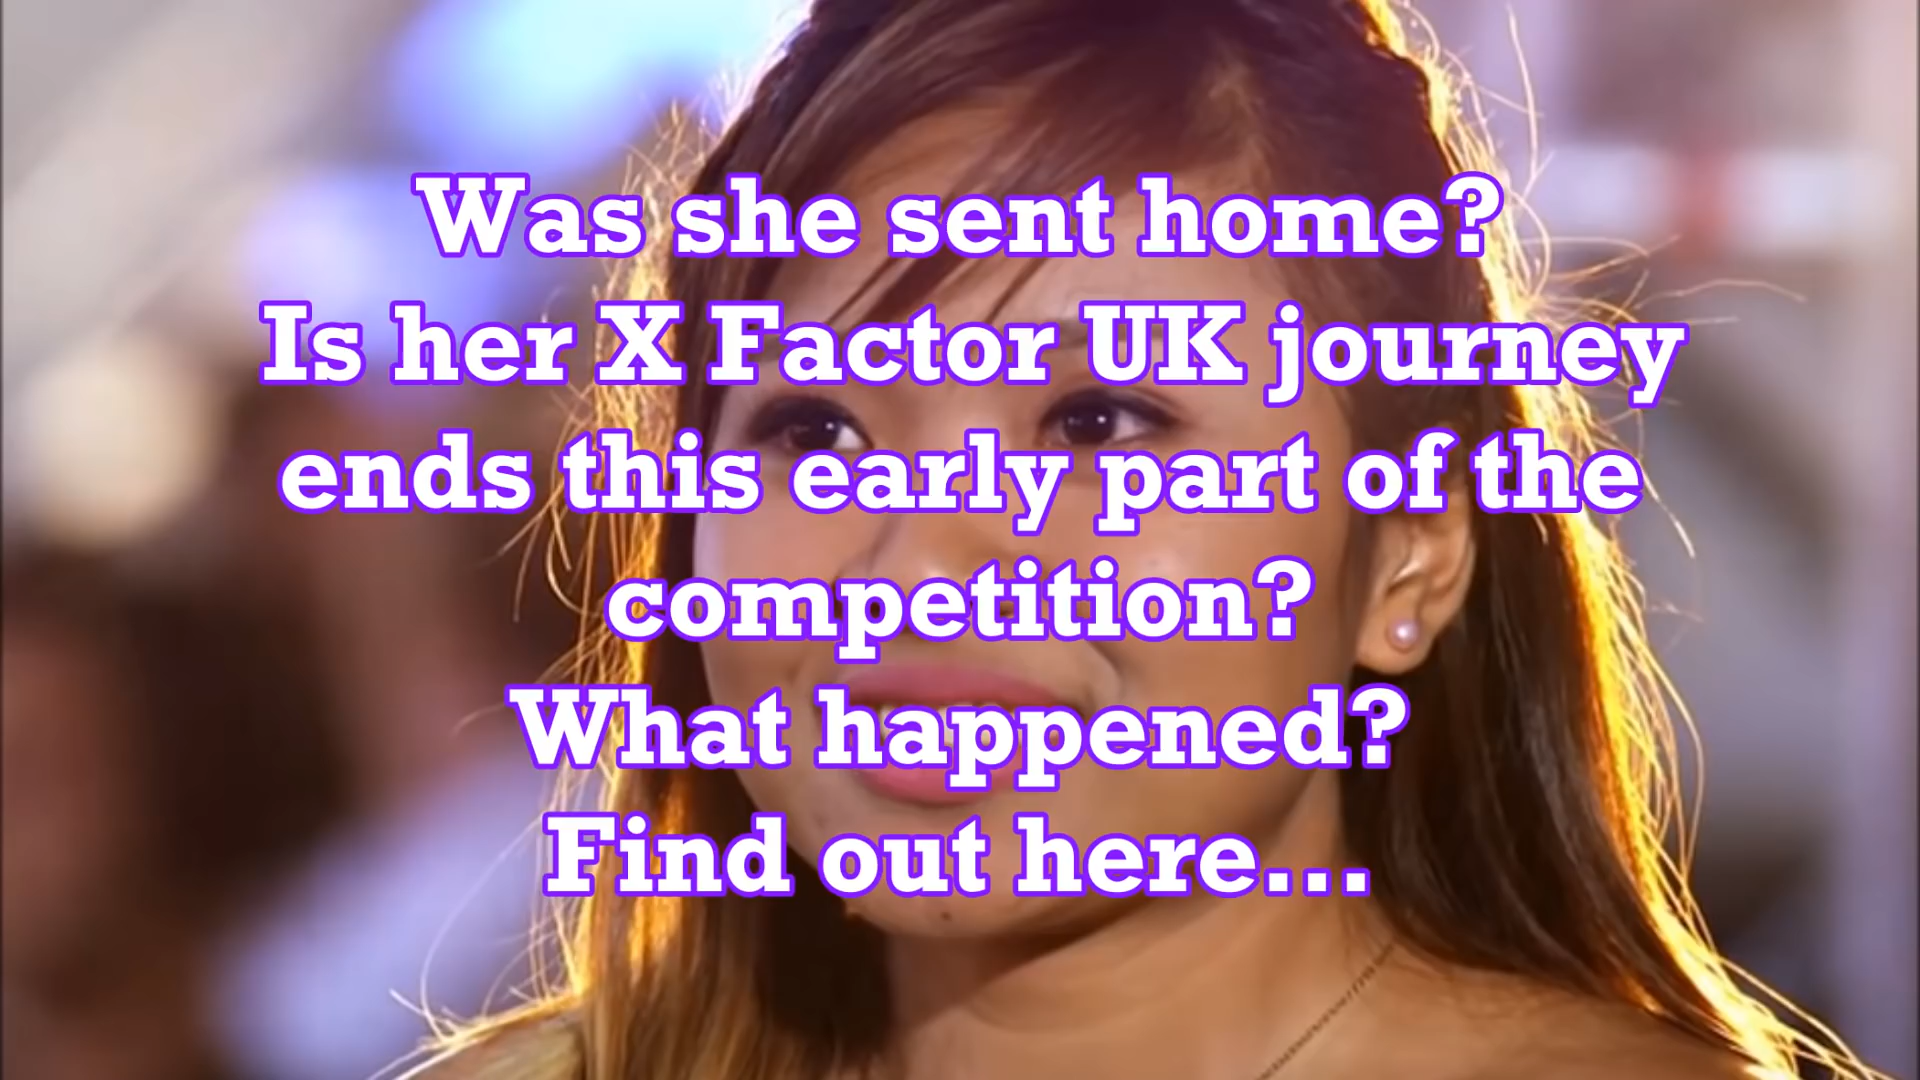 Was she sent home?
Is her X Factor UK journey
ends this early part of the
competition?
What happened?
Find out here...